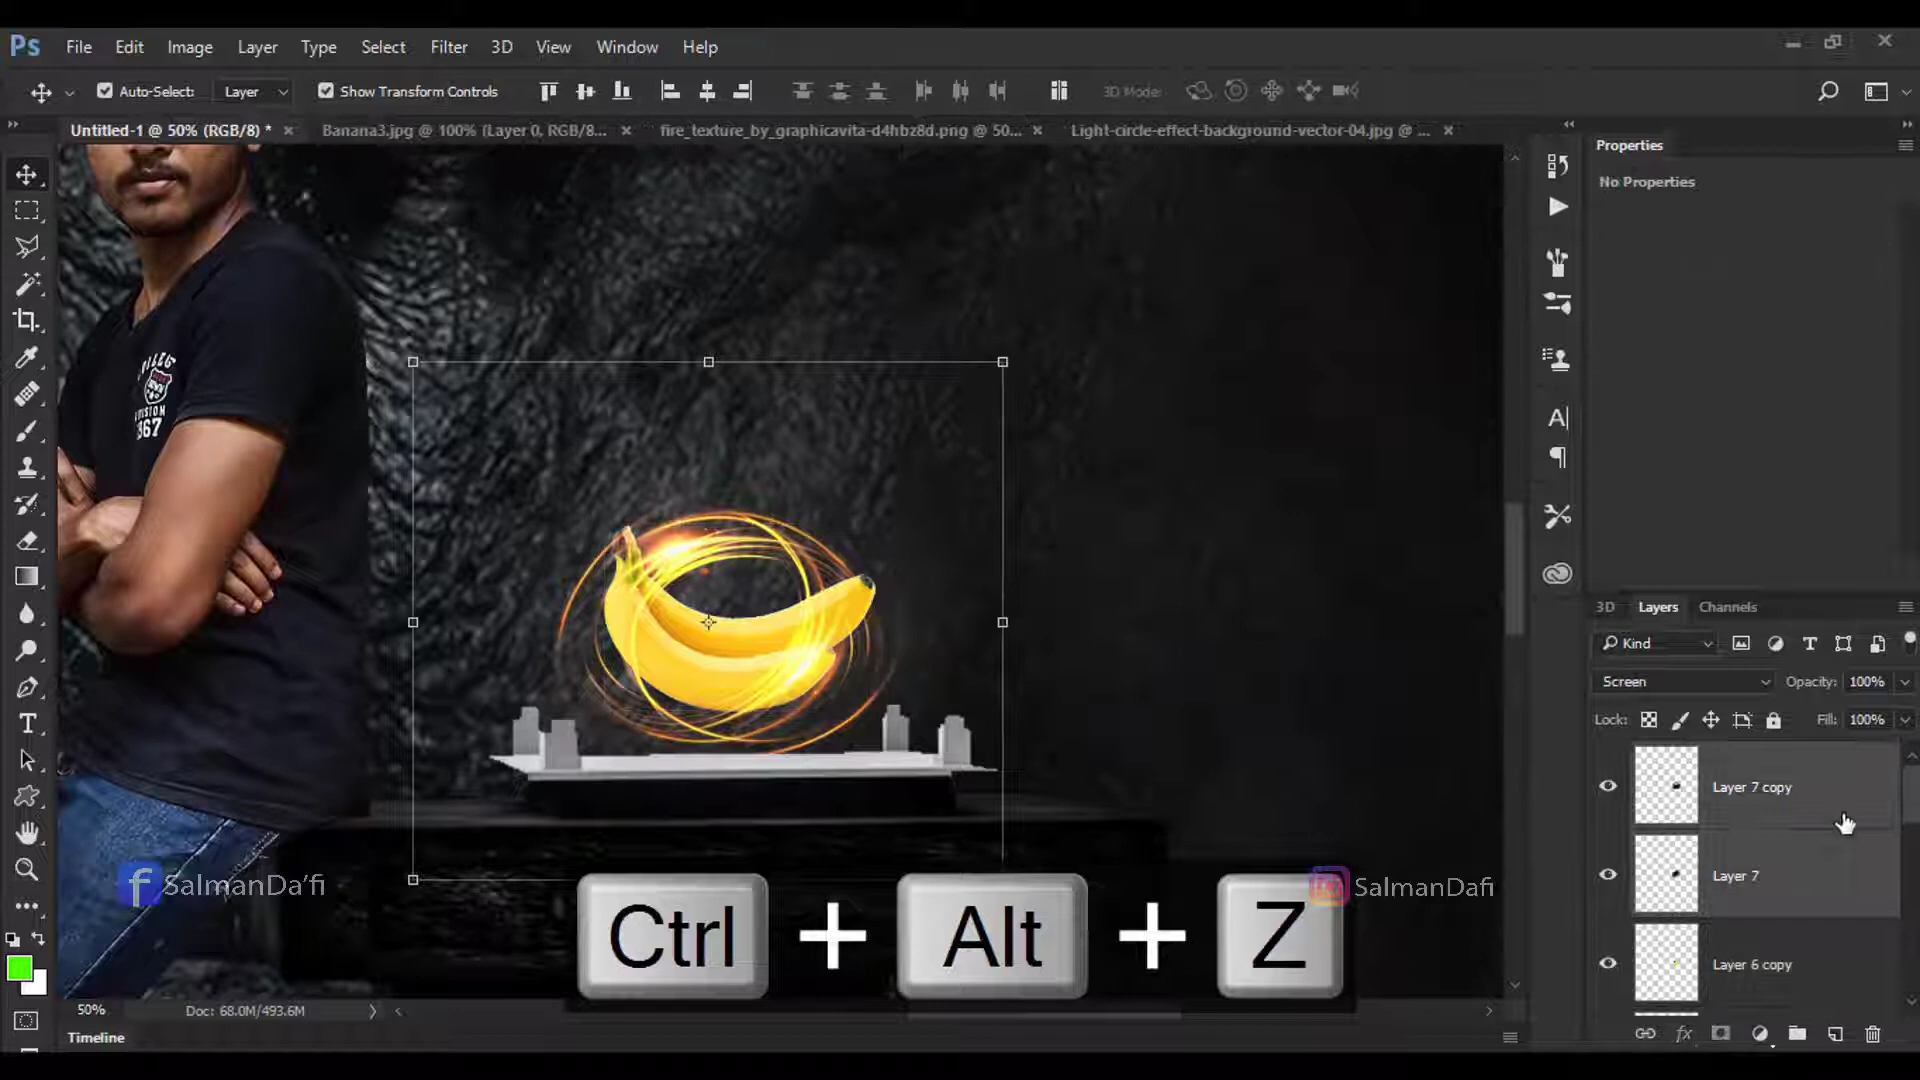 Ps File Edit Image Layer Type Select Filter 3D View Window Help
Auto-Select: Layer Show Transform Controls 3D Mode:
Untitled-1 @ 50% (RGB/8) * Banana3.jpg @ 100% (Layer 0, RGB/8... fire_texture_by_graphicavita-d4hbz8d.png @ 50... Light-circle-effect-background-vector-04.jpg @ ...
Properties
No Properties
DIVISION
1967
3D Layers Channels
Kind
Screen Opacity: 100%
Lock: Fill: 100%
Layer 7 copy
Layer 7
Layer 6 copy
f SalmanDa'fi
SalmanDafi
Ctrl + Alt + Z
50% Doc: 68.0M/493.6M
Timeline